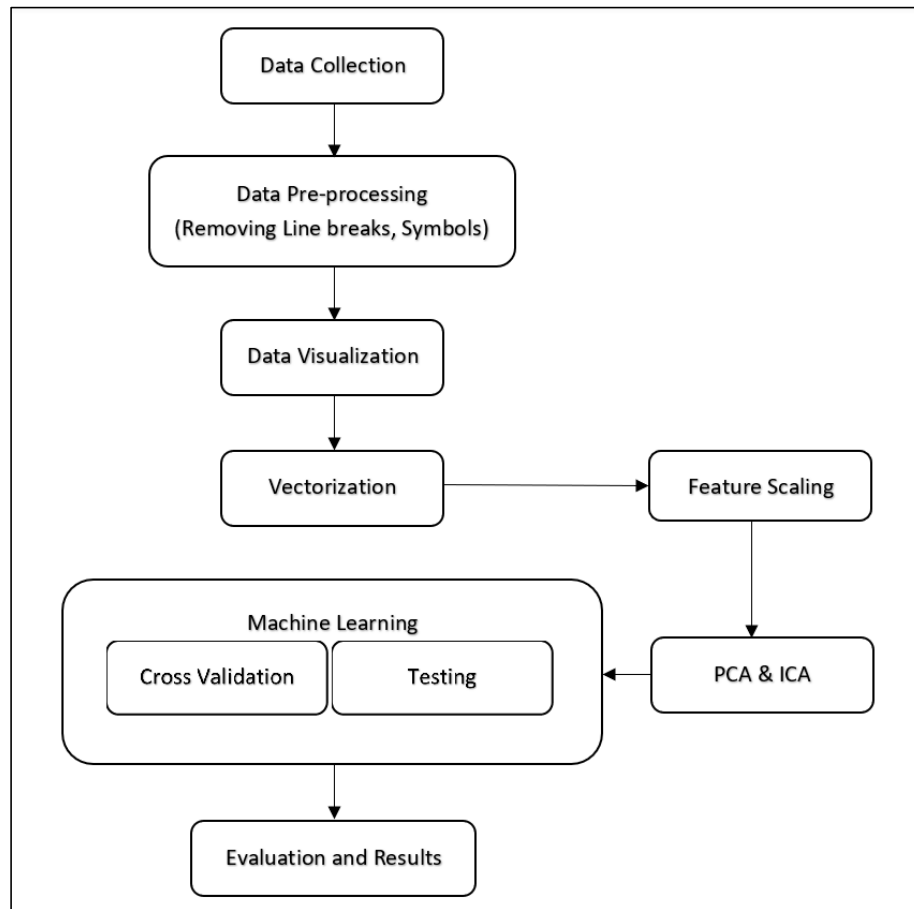 Data Collection
Data Pre-processing
(Removing Line breaks, Symbols)
Data Visualization
Vectorization
Feature Scaling
PCA & ICA
Machine Learning
Cross Validation
Testing
Evaluation and Results